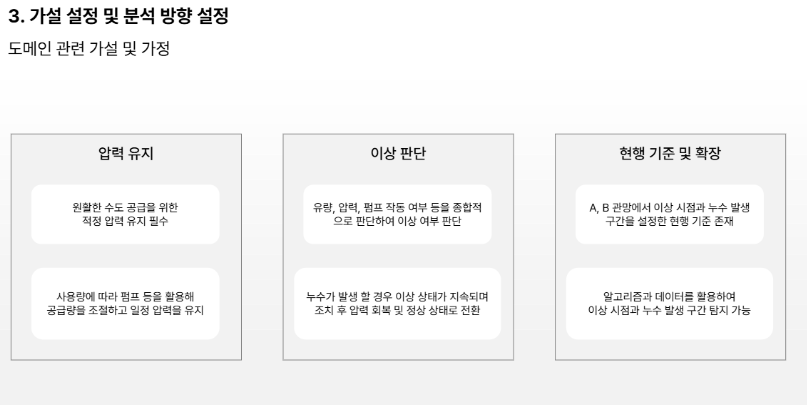 3. 가설 설정 및 분석 방향 설정
도메인 관련 가설 및 가정
압력 유지
원활한 수도 공급을 위한
적정 압력 유지 필수
사용량에 따라 펌프 등을 활용해
공급량을 조절하고 일정 압력을 유지
이상 판단
유량, 압력, 펌프 작동 여부 등을 종합적
으로 판단하여 이상 여부 판단
누수가 발생 할 경우 이상 상태가 지속되며
조치 후 압력 회복 및 정상 상태로 전환
현행 기준 및 확장
A, B 관망에서 이상 시점과 누수 발생
구간을 설정한 현행 기준 존재
알고리즘과 데이터를 활용하여
이상 시점과 누수 발생 구간 탐지 가능